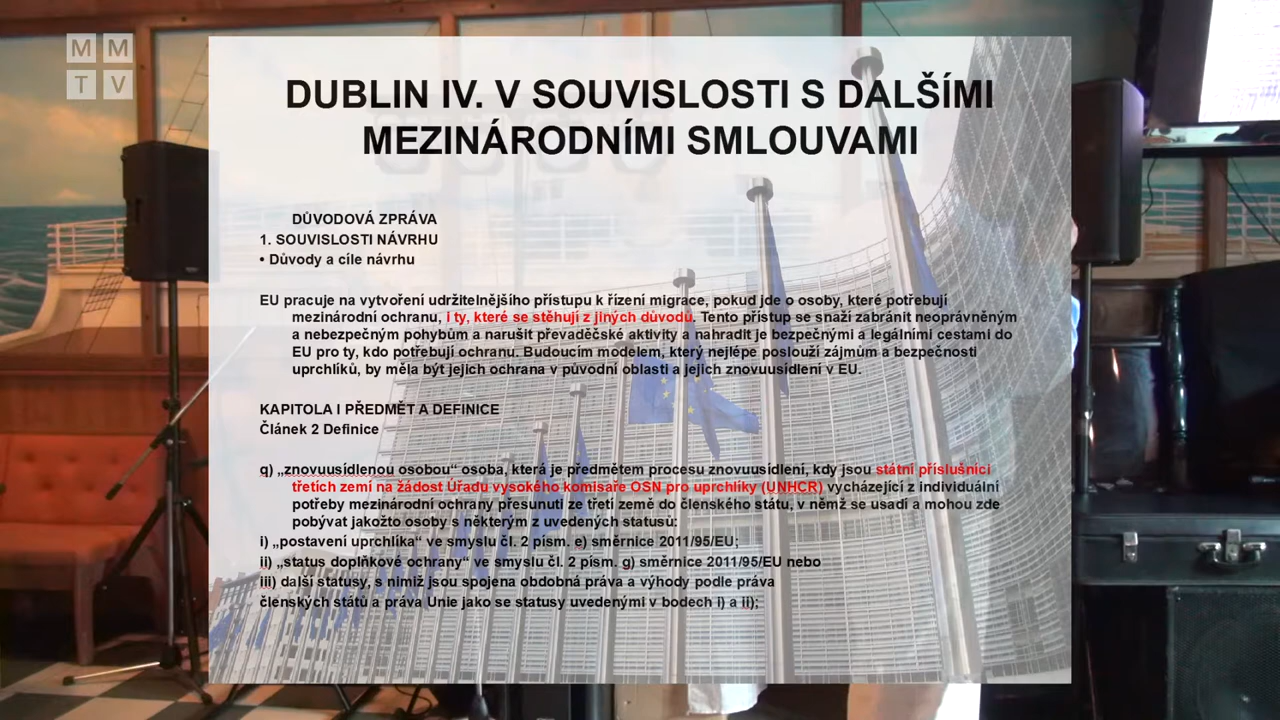 MM
TV
DUBLIN IV. V SOUVISLOSTI S DALŠÍMI
MEZINÁRODNÍMI SMLOUVAMI
DŮVODOVÁ ZPRÁVA
1. SOUVISLOSTI NÁVRHU
• Důvody a cíle návrhu
EU pracuje na vytvoření udržitelnějšího přístupu k řízení migrace, pokud jde o osoby, které potřebují
mezinárodní ochranu, i ty, které se stěhují z jiných důvodů. Tento přístup se snaží zabránit neoprávněným
a nebezpečným pohybům a narušit převaděčské aktivity a nahradit je bezpečnými a legálními cestami do
EU pro ty, kdo potřebují ochranu. Budoucím modelem, který nejlépe poslouží zájmům a bezpečnosti
uprchlíků, by měla být jejich ochrana v původní oblasti a jejich znovuusídlení v EU.
KAPITOLA I PŘEDMĚT A DEFINICE
Článek 2 Definice
q) „znovuusídlenou osobou“ osoba, která je předmětem procesu znovuusídlení, kdy jsou státní příslušníci
třetích zemí na žádost Úřadu vysokého komisaře OSN pro uprchlíky (UNHCR) vycházející z individuální
potřeby mezinárodní ochrany přesunuti ze třetí země do členského státu, v němž se usadí a mohou zde
pobývat jakožto osoby s některým z uvedených statusů:
i) „postavení uprchlíka“ ve smyslu čl. 2 písm. e) směrnice 2011/95/EU;
ii) „status doplňkové ochrany“ ve smyslu čl. 2 písm. g) směrnice 2011/95/EU nebo
iii) další statusy, s nimiž jsou spojena obdobná práva a výhody podle práva
členských států a práva Unie jako se statusy uvedenými v bodech i) a ii);